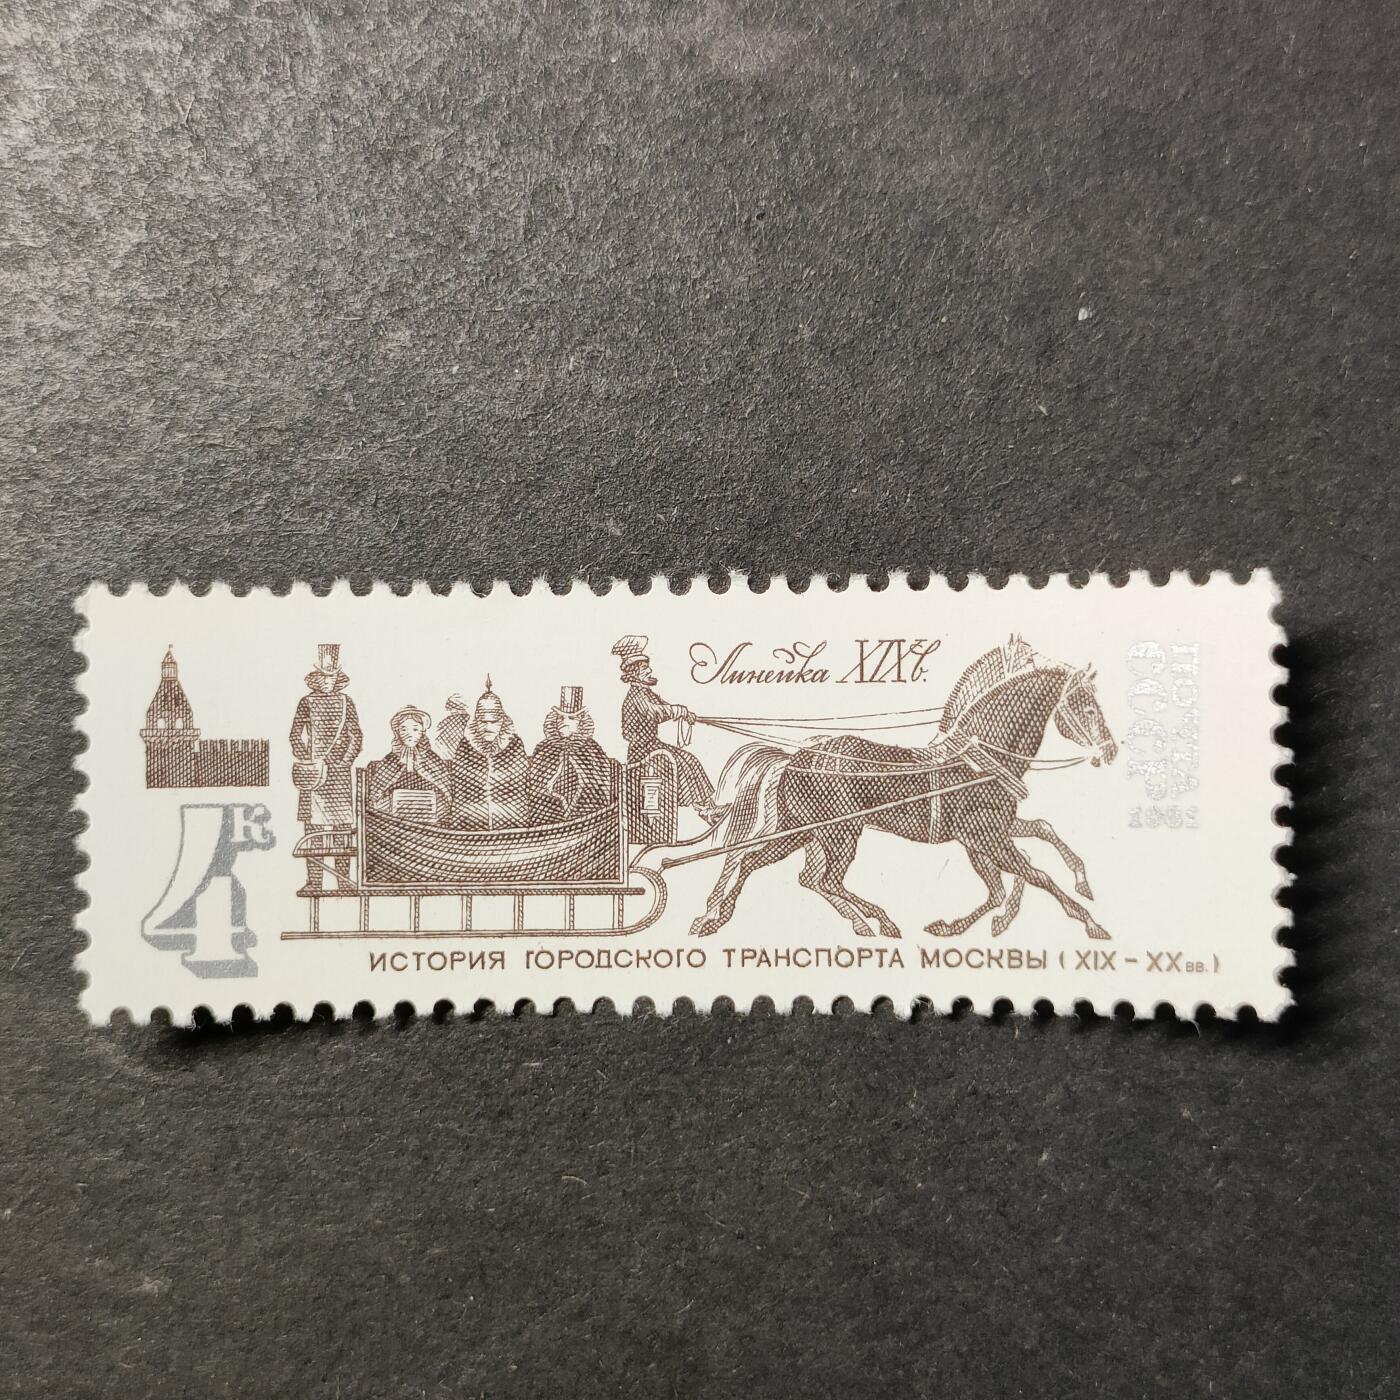 Линейка XIX в.
ПОЧТА
СССР
1981
4к
ИСТОРИЯ ГОРОДСКОГО ТРАНСПОРТА МОСКВЫ (XIX – XX вв.)